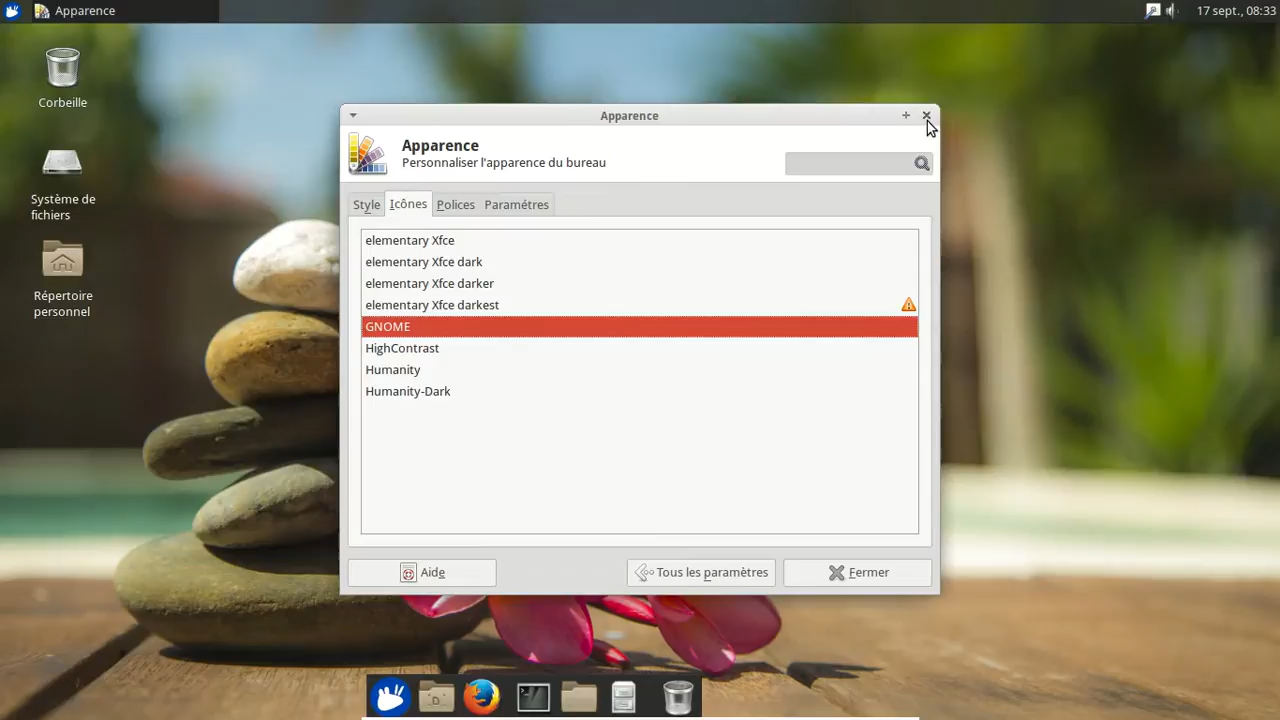 Apparence
17 sept., 08:33
Corbeille
Système de
fichiers
Répertoire
personnel
Apparence
Apparence
Personnaliser l'apparence du bureau
Style
Icônes
Polices
Paramétres
elementary Xfce
elementary Xfce dark
elementary Xfce darker
elementary Xfce darkest
GNOME
HighContrast
Humanity
Humanity-Dark
Aide
Tous les paramètres
Fermer